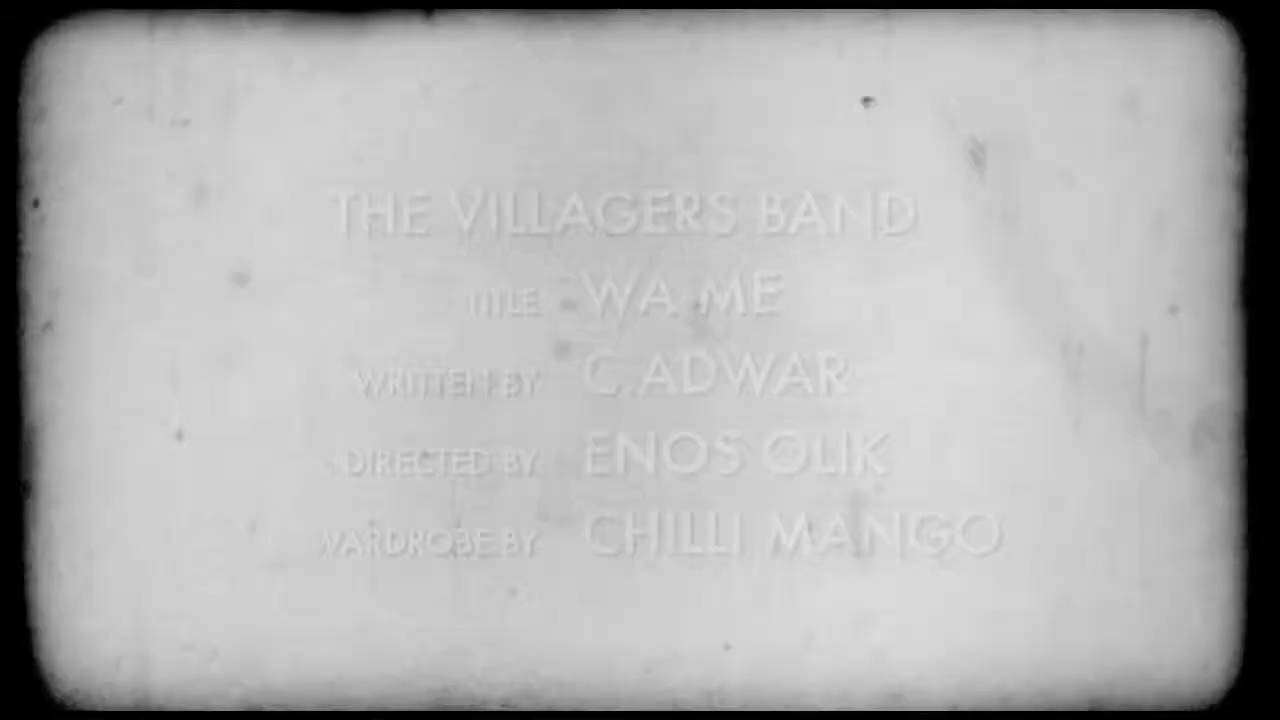 THE VILLAGERS BAND
TITLE WA ME
WRITTEN BY C.ADWAR
DIRECTED BY ENOS OLIK
WARDROBE BY CHILLI MANGO